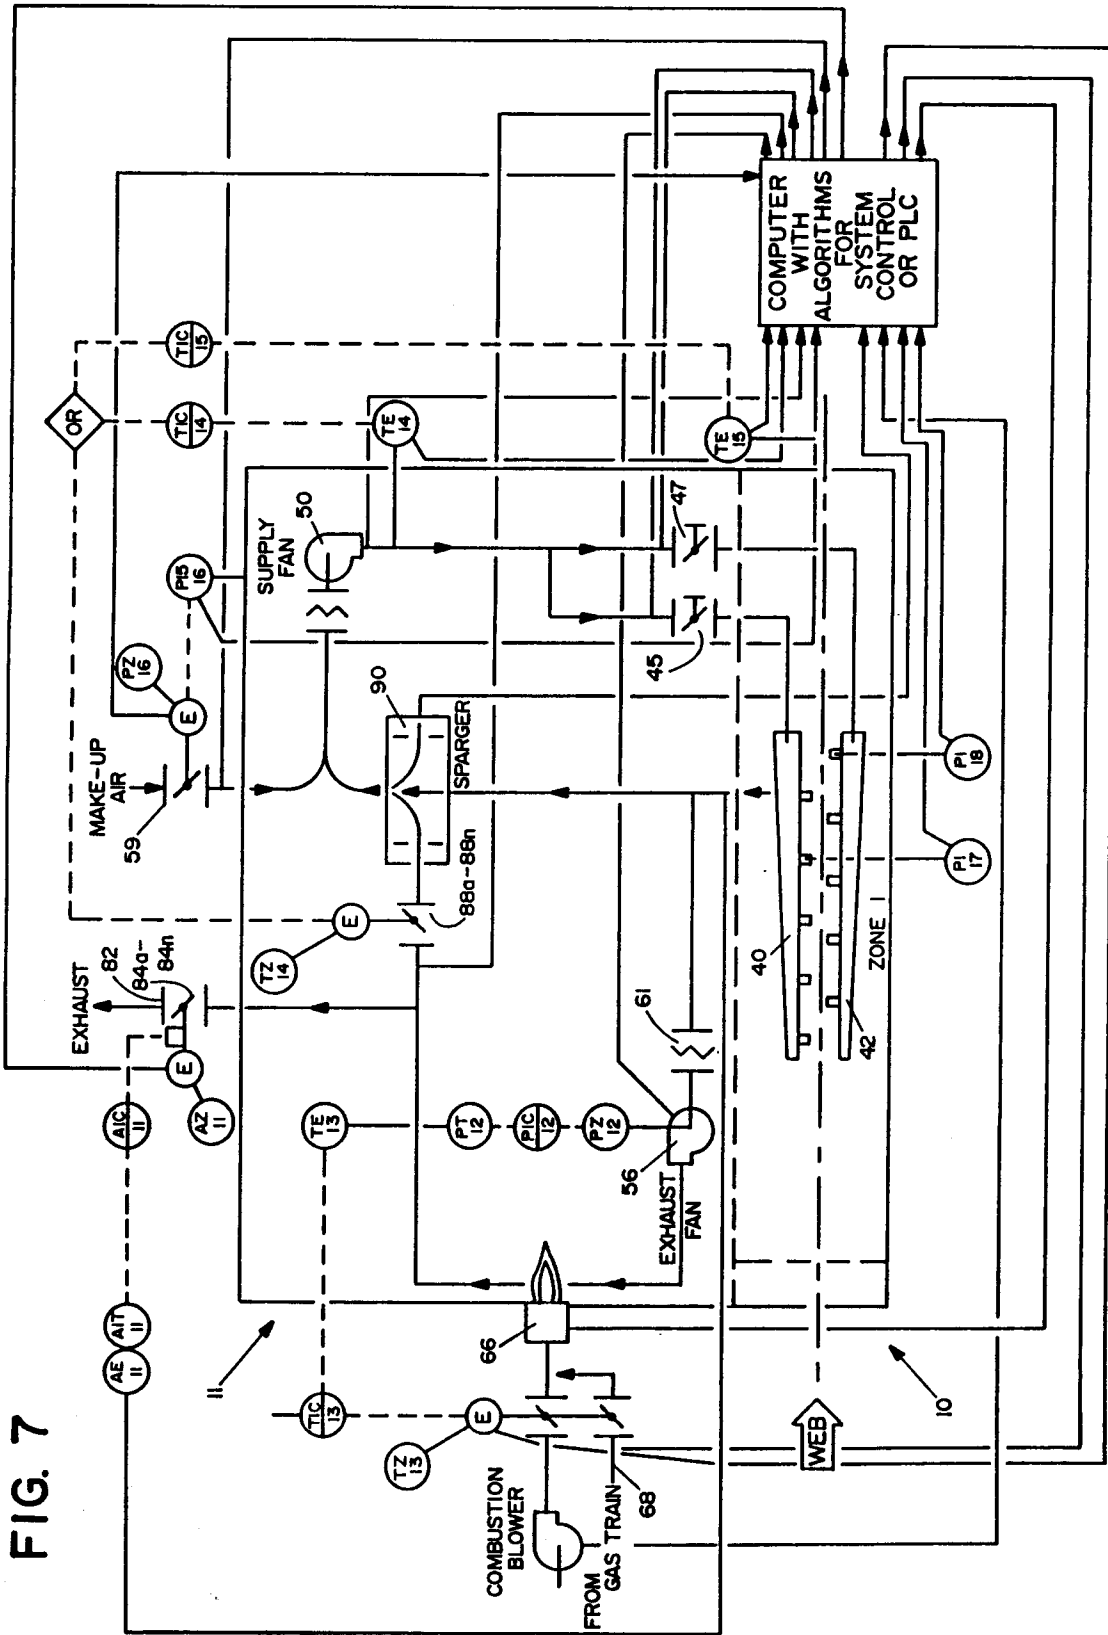 FIG. 7
AE
11
AIT
11
AIC
11
AZ
11
E
EXHAUST
82
84a-
84n
MAKE-UP
AIR
59
E
PZ
16
PI5
16
OR
TIC
14
TIC
15
11
TIC
13
TE
13
TZ
14
E
88a-88n
90
SPARGER
SUPPLY
FAN
50
TE
14
TE
15
TZ
13
E
PT
12
PIC
12
PZ
12
COMBUSTION
BLOWER
FROM
GAS TRAIN
68
66
EXHAUST
FAN
56
61
45
47
WEB
10
40
42
ZONE 1
PI
17
PI
18
COMPUTER
WITH
ALGORITHMS
FOR
SYSTEM
CONTROL
OR PLC